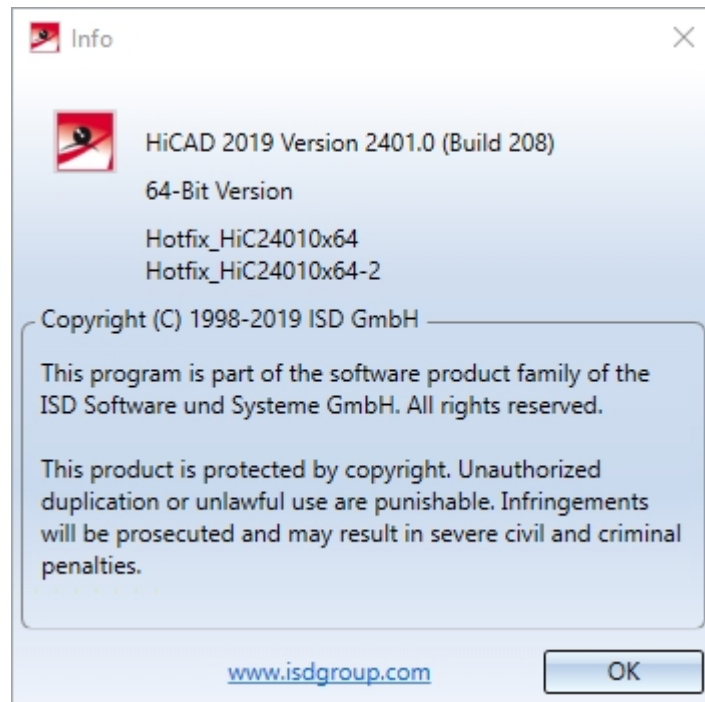 Info
HiCAD 2019 Version 2401.0 (Build 208)
64-Bit Version
Hotfix_HiC24010x64
Hotfix_HiC24010x64-2
Copyright (C) 1998-2019 ISD GmbH
This program is part of the software product family of the
ISD Software und Systeme GmbH. All rights reserved.
This product is protected by copyright. Unauthorized
duplication or unlawful use are punishable. Infringements
will be prosecuted and may result in severe civil and criminal
penalties.
www.isdgroup.com
OK